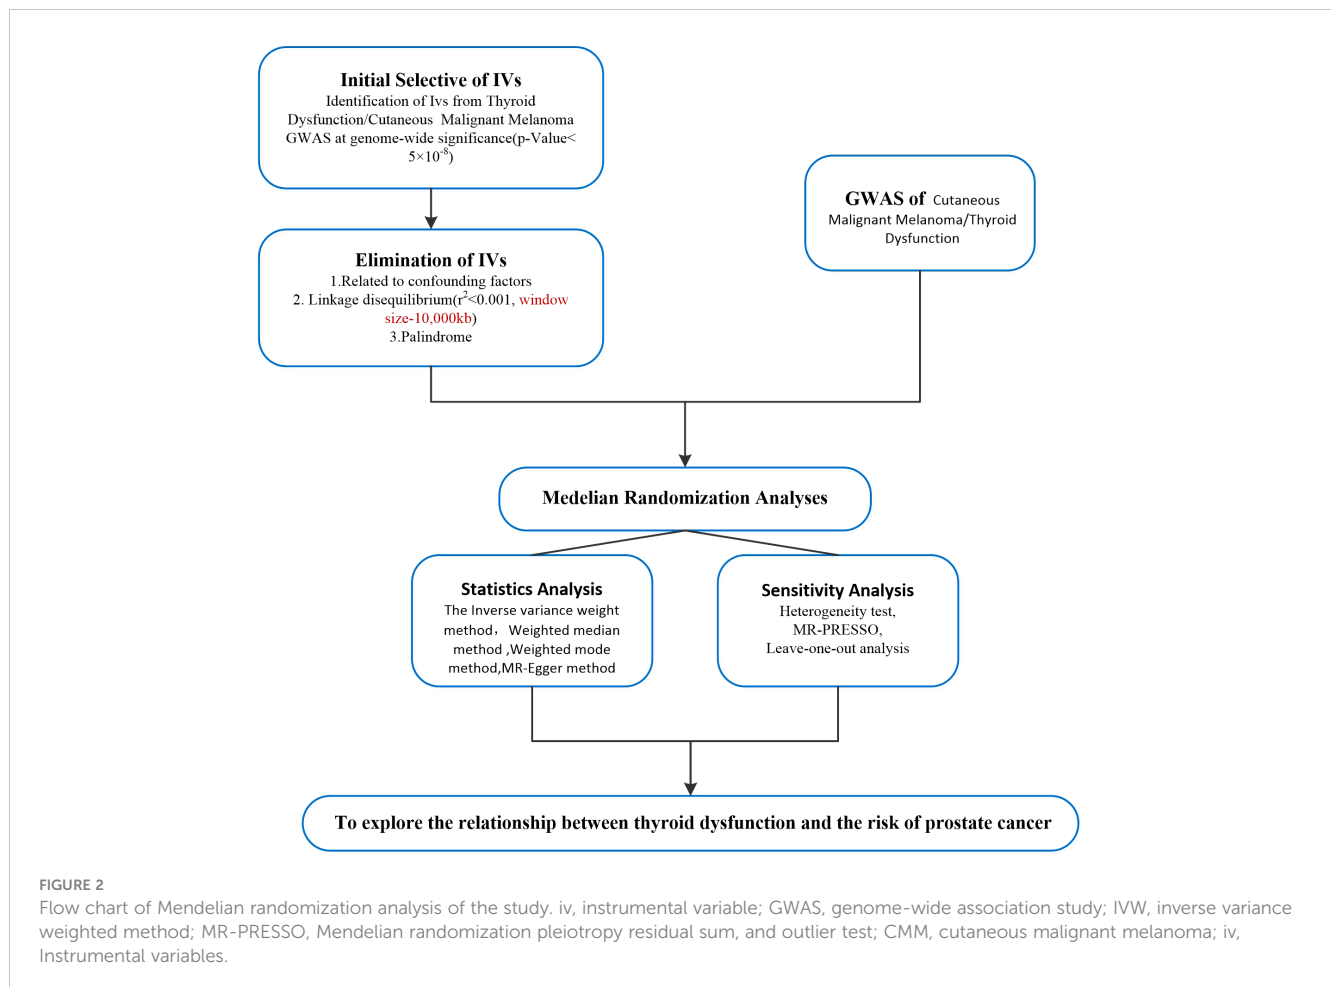 Initial Selective of IVs
Identification of Ivs from Thyroid
Dysfunction/Cutaneous Malignant Melanoma
GWAS at genome-wide significance(p-Value<
5×10⁻⁸)
GWAS of Cutaneous
Malignant Melanoma/Thyroid
Dysfunction
Elimination of IVs
1.Related to confounding factors
2. Linkage disequilibrium(r²<0.001, window
size-10,000kb)
3.Palindrome
Medelian Randomization Analyses
Statistics Analysis
The Inverse variance weight
method，Weighted median
method ,Weighted mode
method,MR-Egger method
Sensitivity Analysis
Heterogeneity test,
MR-PRESSO,
Leave-one-out analysis
To explore the relationship between thyroid dysfunction and the risk of prostate cancer
FIGURE 2
Flow chart of Mendelian randomization analysis of the study. iv, instrumental variable; GWAS, genome-wide association study; IVW, inverse variance
weighted method; MR-PRESSO, Mendelian randomization pleiotropy residual sum, and outlier test; CMM, cutaneous malignant melanoma; iv,
Instrumental variables.